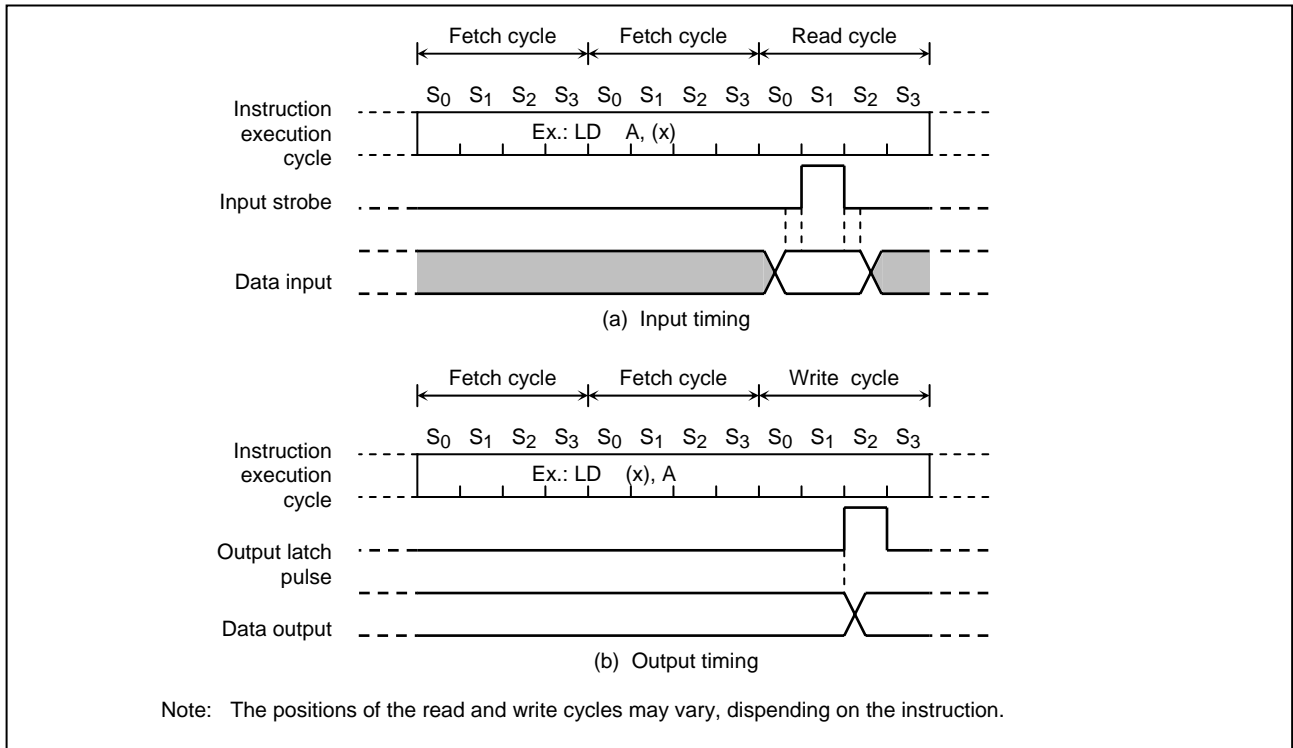 Fetch cycle Fetch cycle Read cycle
S0 S1 S2 S3 S0 S1 S2 S3 S0 S1 S2 S3
Instruction
execution
cycle
Ex.: LD A, (x)
Input strobe
Data input
(a) Input timing
Fetch cycle Fetch cycle Write cycle
S0 S1 S2 S3 S0 S1 S2 S3 S0 S1 S2 S3
Instruction
execution
cycle
Ex.: LD (x), A
Output latch
pulse
Data output
(b) Output timing
Note: The positions of the read and write cycles may vary, dispending on the instruction.